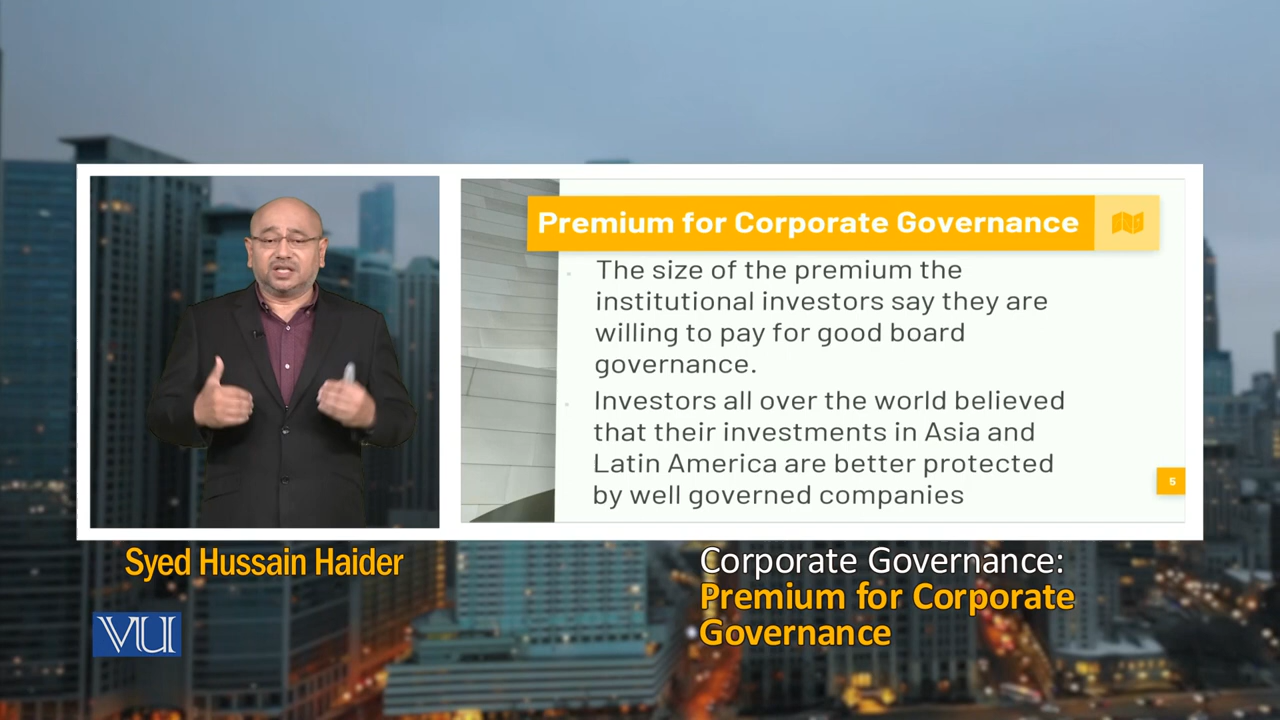 Premium for Corporate Governance
The size of the premium the
institutional investors say they are
willing to pay for good board
governance.
Investors all over the world believed
that their investments in Asia and
Latin America are better protected
by well governed companies
5
Syed Hussain Haider
Corporate Governance:
Premium for Corporate
Governance
VU